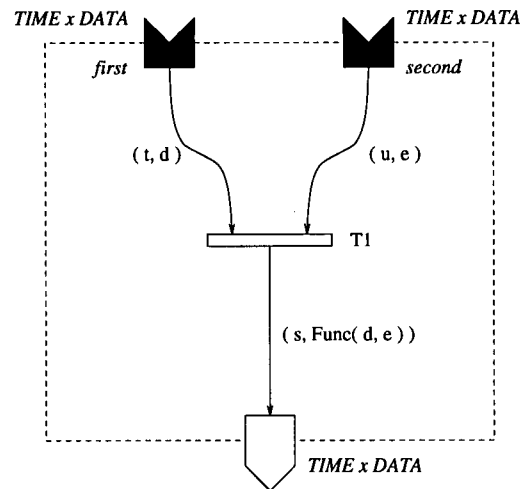 TIME x DATA
TIME x DATA
first
second
( t, d )
( u, e )
T1
( s, Func( d, e ) )
TIME x DATA